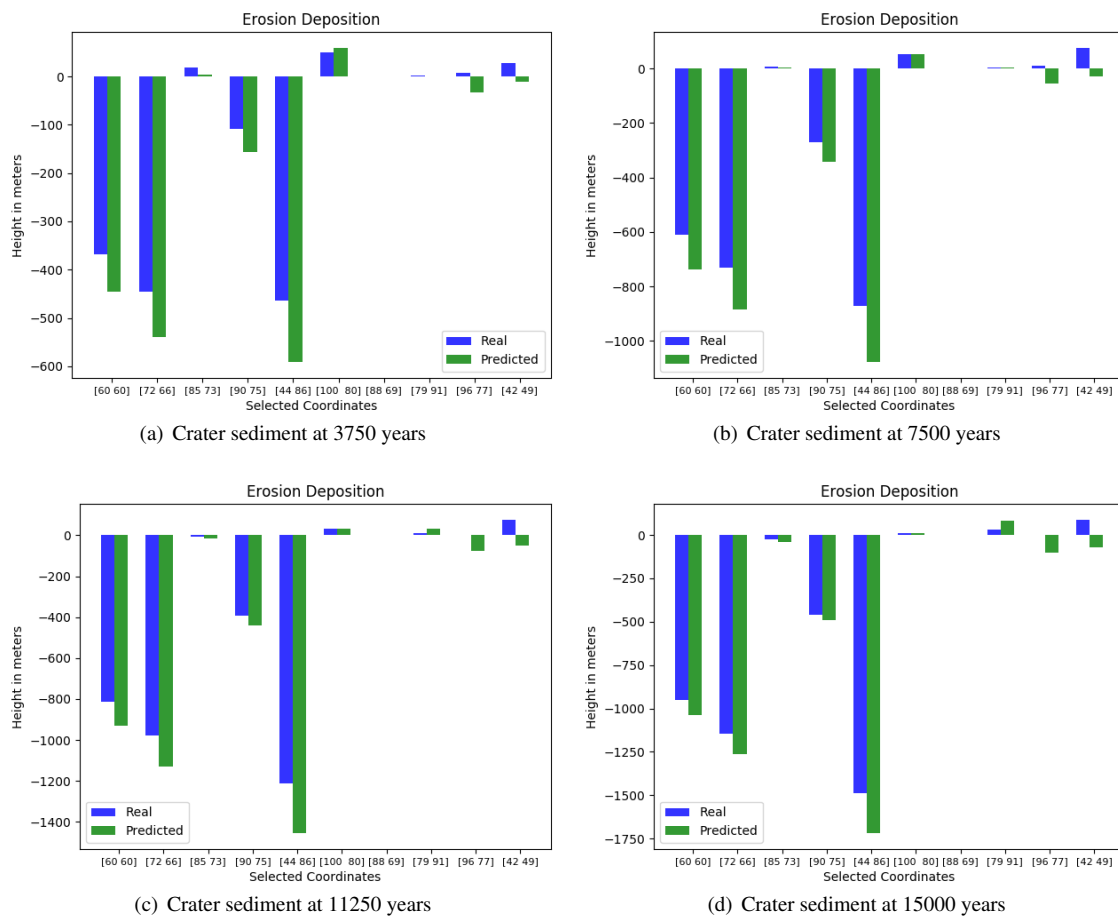 Erosion Deposition
Height in meters
0
−100
−200
−300
−400
−500
−600
Real
Predicted
[60 60] [72 66] [85 73] [90 75] [44 86] [100 80] [88 69] [79 91] [96 77] [42 49]
Selected Coordinates
(a) Crater sediment at 3750 years
Erosion Deposition
Height in meters
0
−200
−400
−600
−800
−1000
Real
Predicted
[60 60] [72 66] [85 73] [90 75] [44 86] [100 80] [88 69] [79 91] [96 77] [42 49]
Selected Coordinates
(b) Crater sediment at 7500 years
Erosion Deposition
Height in meters
0
−200
−400
−600
−800
−1000
−1200
−1400
Real
Predicted
[60 60] [72 66] [85 73] [90 75] [44 86] [100 80] [88 69] [79 91] [96 77] [42 49]
Selected Coordinates
(c) Crater sediment at 11250 years
Erosion Deposition
Height in meters
0
−250
−500
−750
−1000
−1250
−1500
−1750
Real
Predicted
[60 60] [72 66] [85 73] [90 75] [44 86] [100 80] [88 69] [79 91] [96 77] [42 49]
Selected Coordinates
(d) Crater sediment at 15000 years